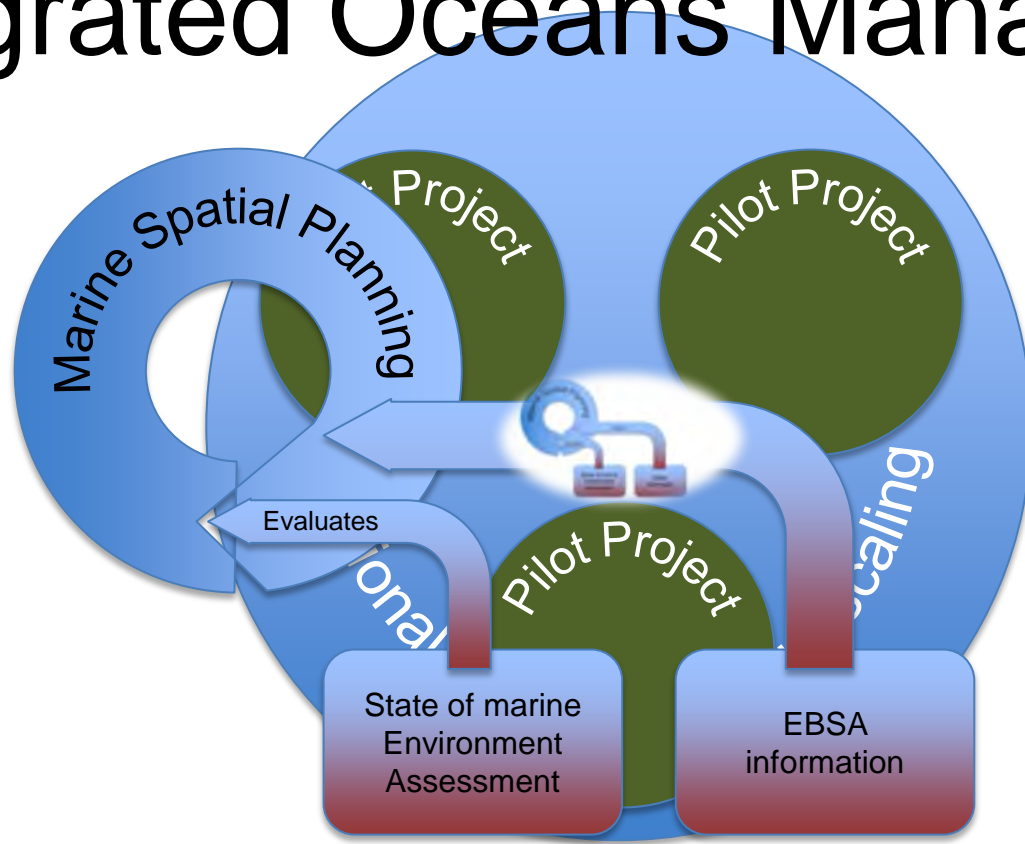 grated Oceans Mana
Marine Spatial Planning
t Project
Pilot Project
Evaluates
Pilot Project
onal
scaling
State of marine
Environment
Assessment
EBSA
information